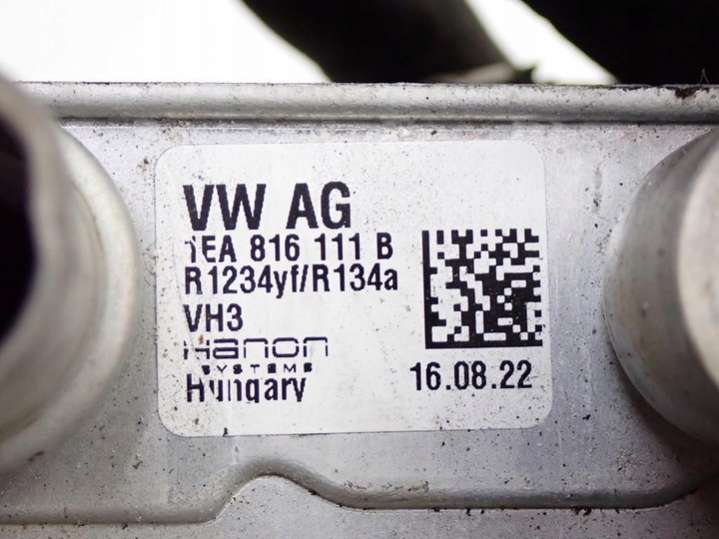 VW AG
1EA 816 111 B
R1234yf/R134a
VH3
Hanon
SYSTEMS
Hungary
16.08.22